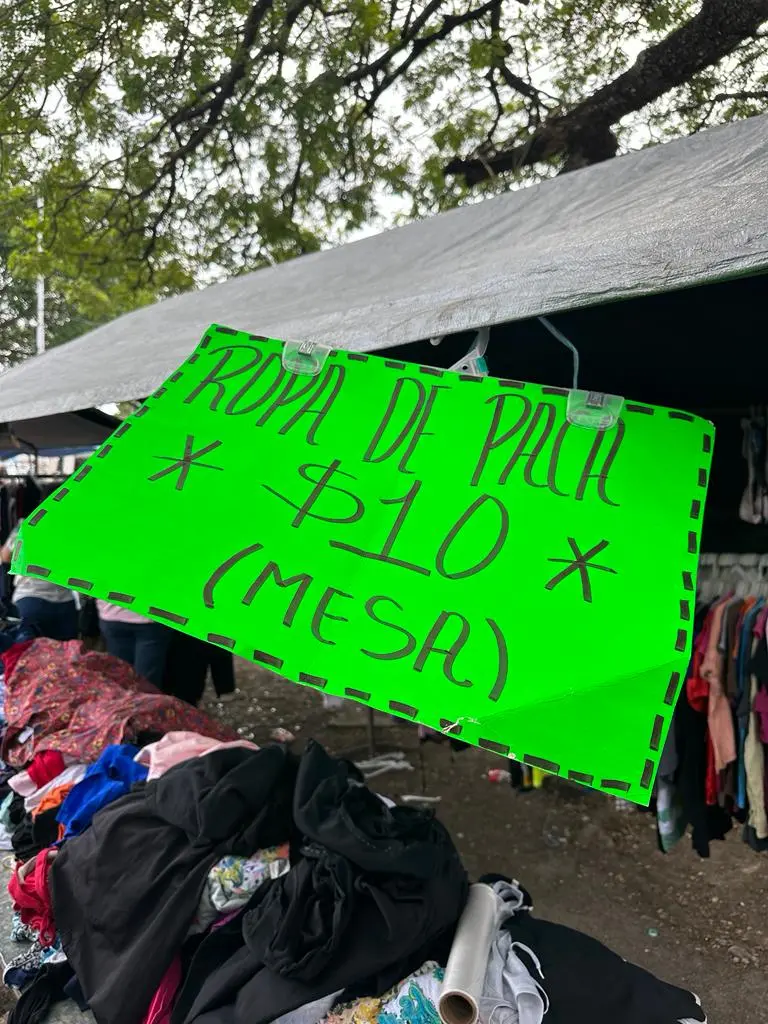 ROPA DE PACA
* $10 *
(MESA)